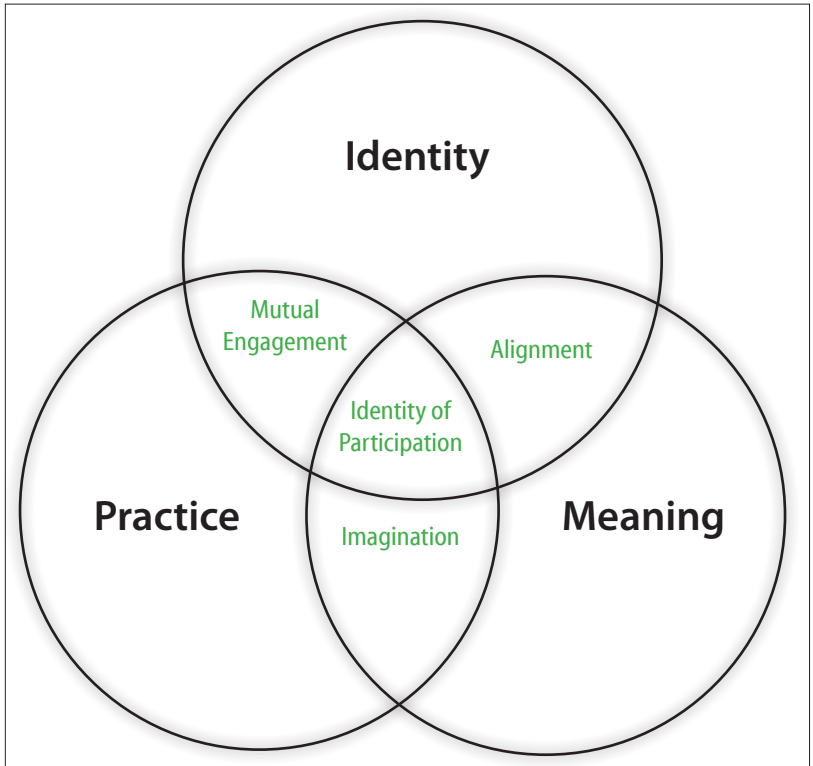 Identity
Mutual
Engagement
Alignment
Identity of
Participation
Practice
Meaning
Imagination